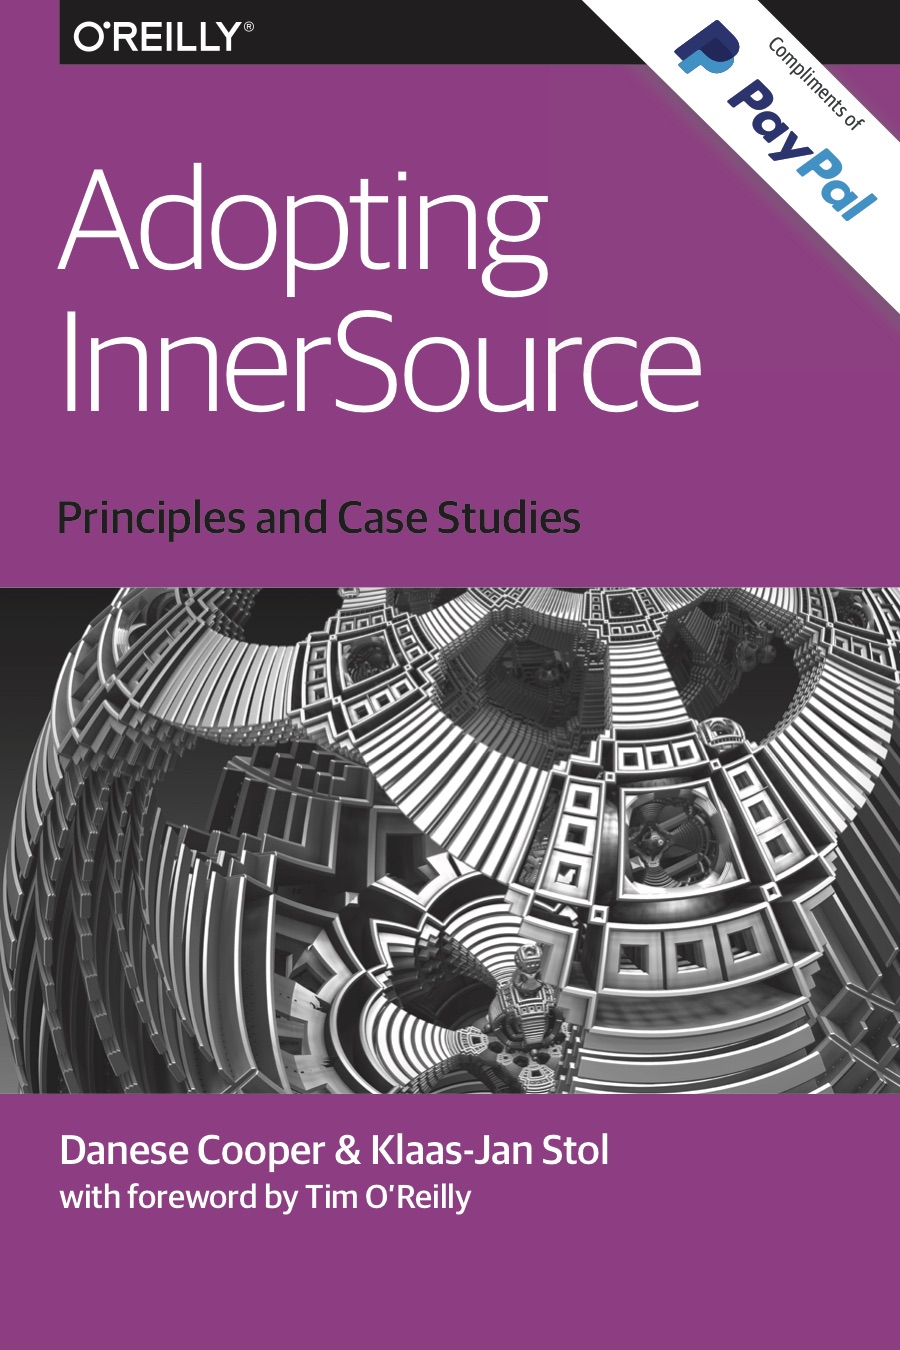 O'REILLY®
Compliments of
PayPal
Adopting
InnerSource
Principles and Case Studies
Danese Cooper & Klaas-Jan Stol
with foreword by Tim O'Reilly